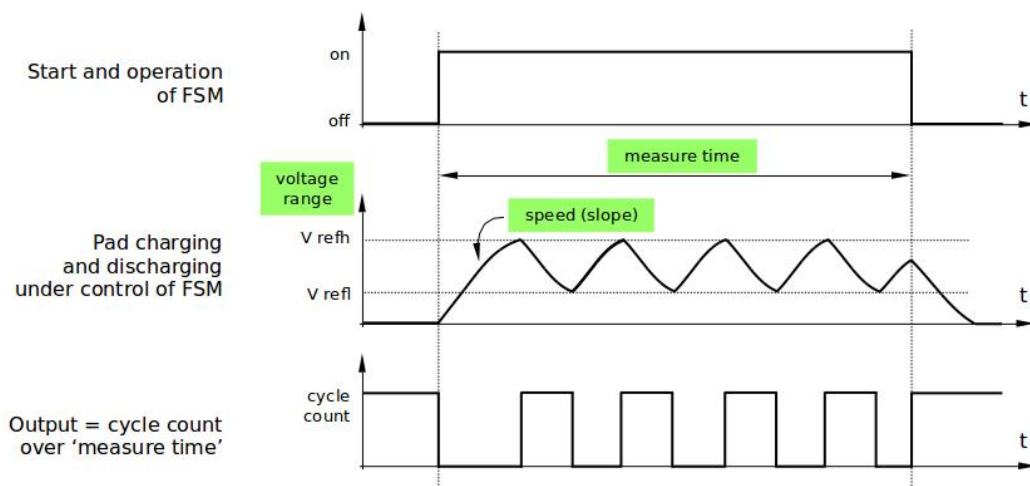 on
Start and operation
of FSM
off
t
measure time
voltage
range
speed (slope)
V refh
Pad charging
and discharging
under control of FSM
V refl
t
cycle
count
Output = cycle count
over ‘measure time’
t